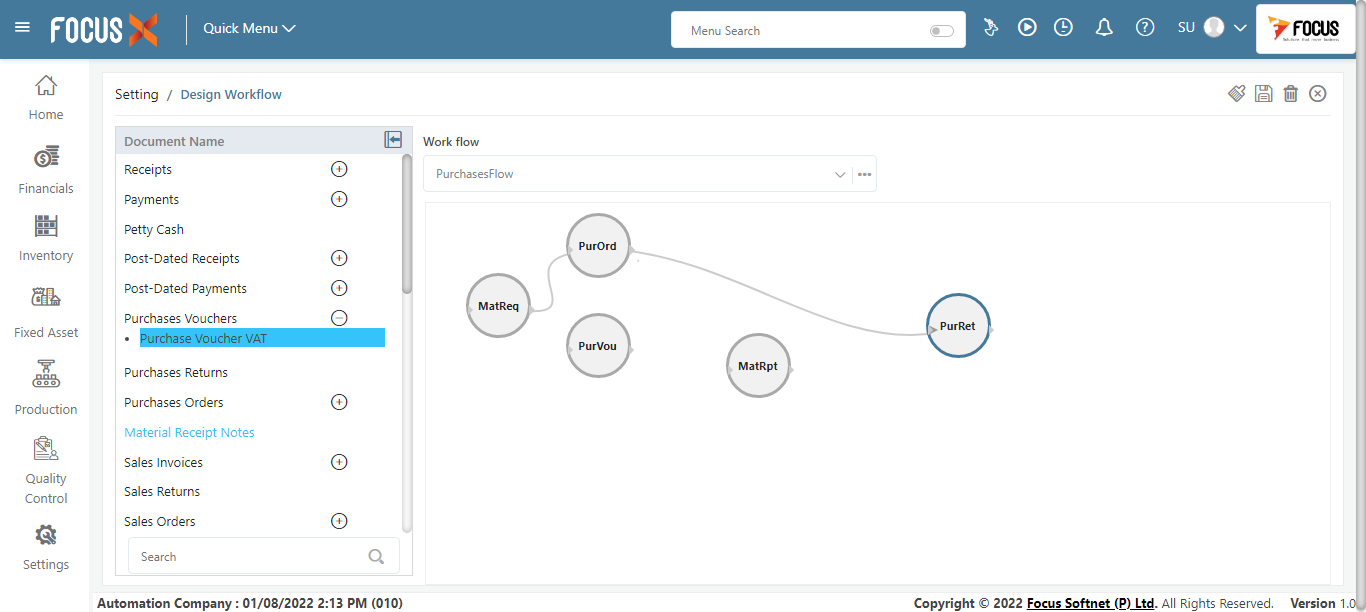 FOCUS X
Quick Menu
Menu Search
SU
FOCUS
Home
Financials
Inventory
Fixed Asset
Production
Quality
Control
Settings
Setting / Design Workflow
Document Name
Receipts
Payments
Petty Cash
Post-Dated Receipts
Post-Dated Payments
Purchases Vouchers
• Purchase Voucher VAT
Purchases Returns
Purchases Orders
Material Receipt Notes
Sales Invoices
Sales Returns
Sales Orders
Search
Work flow
PurchasesFlow
PurOrd
MatReq
PurVou
MatRpt
PurRet
Automation Company : 01/08/2022 2:13 PM (010)
Copyright © 2022 Focus Softnet (P) Ltd. All Rights Reserved. Version 1.0